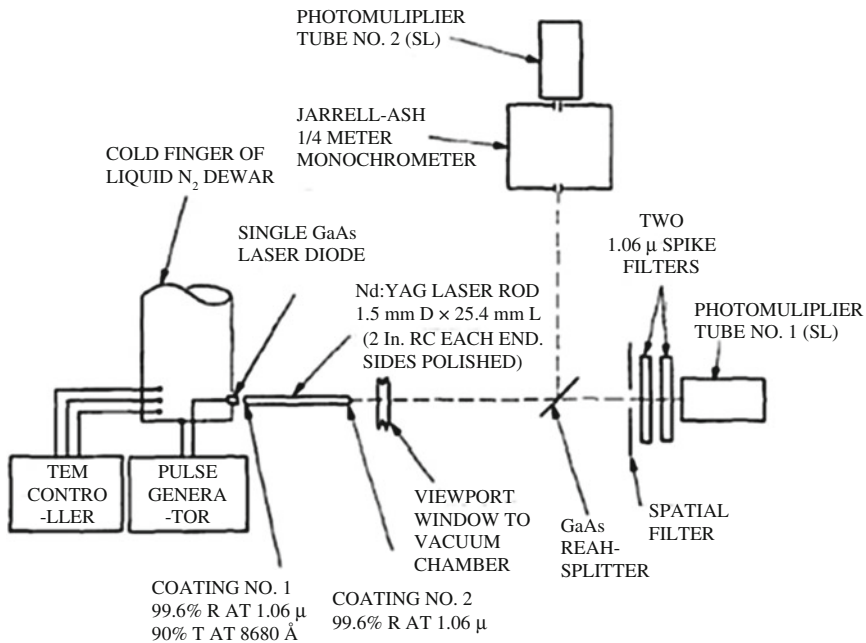 PHOTOMULIPLIER
TUBE NO. 2 (SL)
JARRELL-ASH
1/4 METER
MONOCHROMETER
COLD FINGER OF
LIQUID N₂ DEWAR
SINGLE GaAs
LASER DIODE
TWO
1.06 μ SPIKE
FILTERS
Nd:YAG LASER ROD
1.5 mm D × 25.4 mm L
(2 In. RC EACH END.
SIDES POLISHED)
PHOTOMULIPLIER
TUBE NO. 1 (SL)
TEM
CONTRO
-LLER
PULSE
GENERA
-TOR
VIEWPORT
WINDOW TO
VACUUM
CHAMBER
GaAs
REAH-
SPLITTER
SPATIAL
FILTER
COATING NO. 1
99.6% R AT 1.06 μ
90% T AT 8680 Å
COATING NO. 2
99.6% R AT 1.06 μ